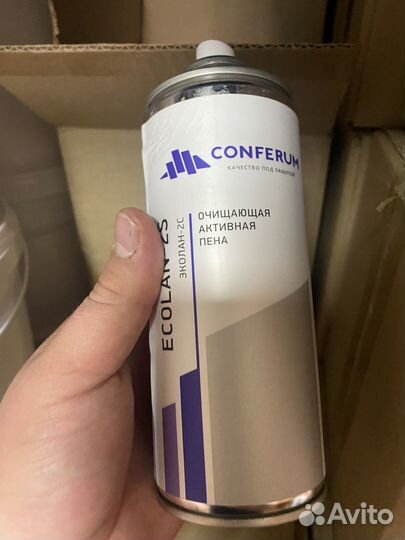 CONFERUM
КАЧЕСТВО ПОД ЗАЩИТОЙ
ECOLAN-2S
ЭКОЛАН-2С
ОЧИЩАЮЩАЯ
АКТИВНАЯ
ПЕНА
Avito